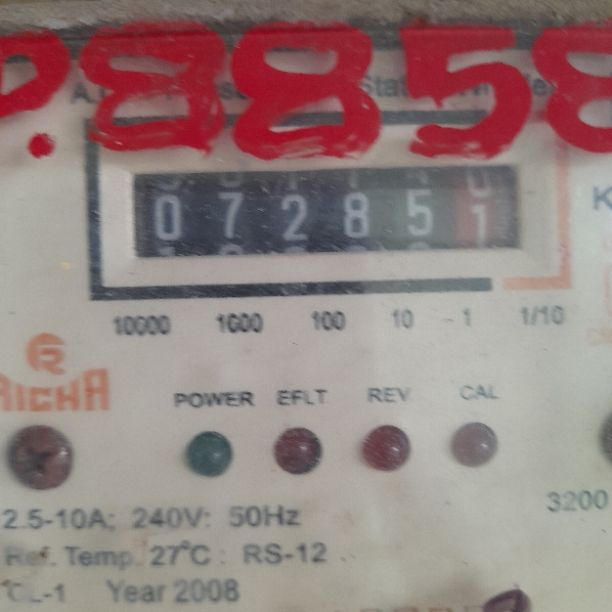 P.8858
072851
10000 1000 100 10 1 1/10
RICHA
POWER EFLT REV CAL
3200
2.5-10A; 240V: 50Hz
Ref. Temp. 27°C : RS-12
CL-1 Year 2008